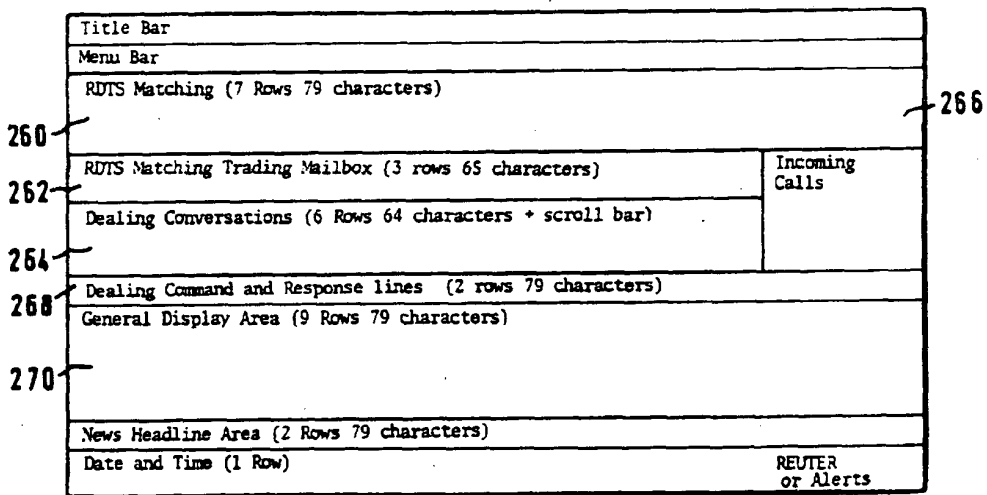 Title Bar
Menu Bar
RDTS Matching (7 Rows 79 characters)
266
260
RDTS Matching Trading Mailbox (3 rows 65 characters)
Incoming
Calls
262
Dealing Conversations (6 Rows 64 characters + scroll bar)
264
Dealing Command and Response lines (2 rows 79 characters)
268
General Display Area (9 Rows 79 characters)
270
News Headline Area (2 Rows 79 characters)
Date and Time (1 Row)
REUTER
or Alerts